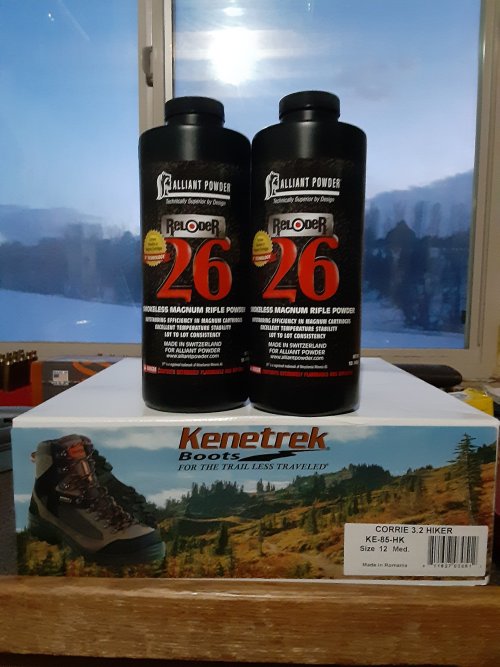 ALLIANT POWDER
Technically Superior by Design
RELODER
26
SMOKELESS MAGNUM RIFLE POWDER
OUTSTANDING EFFICIENCY IN MAGNUM CARTRIDGES
EXCELLENT TEMPERATURE STABILITY
LOT TO LOT CONSISTENCY
MADE IN SWITZERLAND
FOR ALLIANT POWDER
www.alliantpowder.com
ALLIANT POWDER
Technically Superior by Design
RELODER
26
SMOKELESS MAGNUM RIFLE POWDER
OUTSTANDING EFFICIENCY IN MAGNUM CARTRIDGES
EXCELLENT TEMPERATURE STABILITY
LOT TO LOT CONSISTENCY
MADE IN SWITZERLAND
FOR ALLIANT POWDER
www.alliantpowder.com
Kenetrek®
Boots
FOR THE TRAIL LESS TRAVELED®
CORRIE 3.2 HIKER
KE-85-HK
Size 12 Med.
Made in Romania